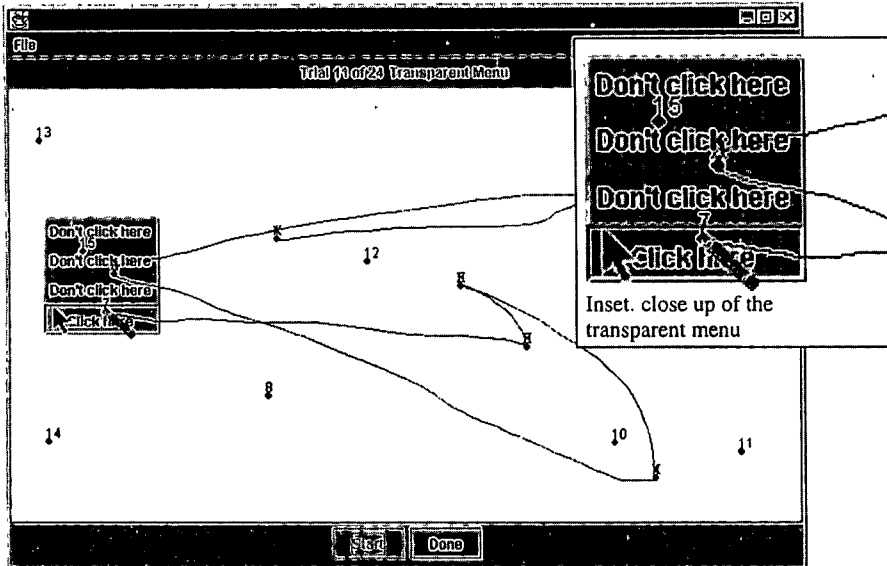 File
Trial 11 of 24 Transparent Menu
13
Don't click here
15
Don't click here
Don't click here
7
Click here
12
8
14
10
11
Start
Done
Don't click here
15
Don't click here
Don't click here
7
Click here
Inset. close up of the
transparent menu